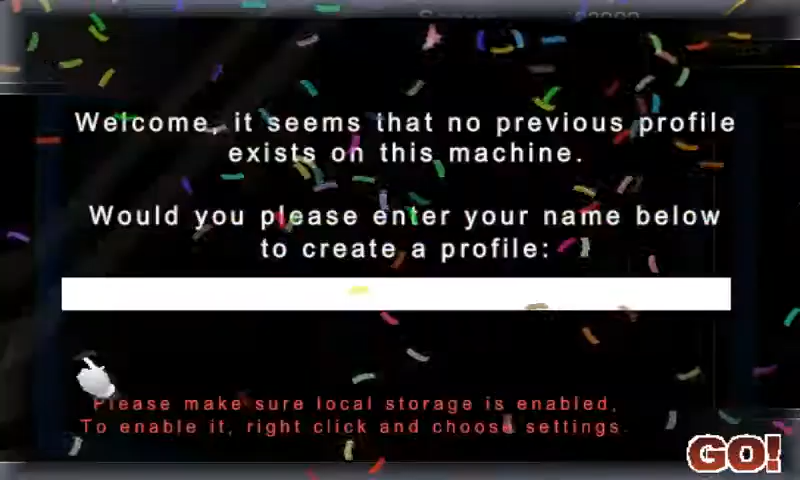 Welcome, it seems that no previous profile
exists on this machine.
Would you please enter your name below
to create a profile:
Please make sure local storage is enabled,
To enable it, right click and choose settings.
GO!